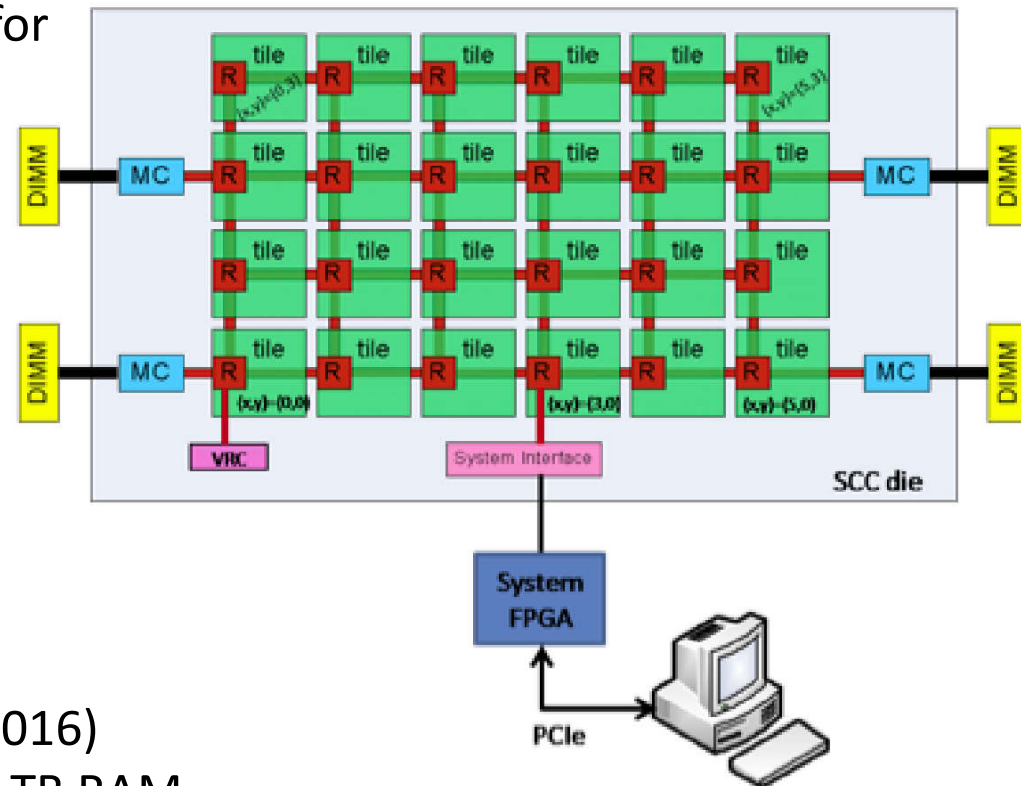 for
tile tile tile tile tile tile
R R R R R R
(x,y)=(0,3) (x,y)=(5,3)
tile tile tile tile tile tile
DIMM MC R R R R R R MC DIMM
tile tile tile tile tile tile
R R R R R R
tile tile tile tile tile tile
DIMM MC R R R R R R MC DIMM
(x,y)=(0,0) (x,y)=(3,0) (x,y)=(5,0)
VRC System Interface
SCC die
System
FPGA
PCIe
016)
TB RAM